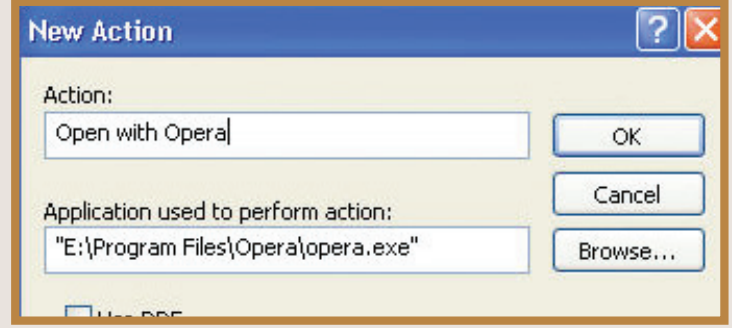 New Action
Action:
Open with Opera
OK
Cancel
Application used to perform action:
"E:\Program Files\Opera\opera.exe"
Browse...